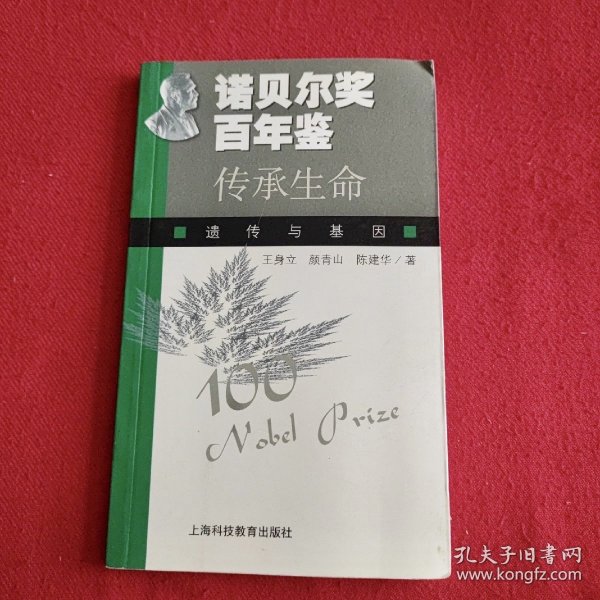 诺贝尔奖
百年鉴
传承生命
遗传与基因
王身立 颜青山 陈建华/著
100
Nobel Prize
上海科技教育出版社
孔夫子旧书网
www.kongfz.com